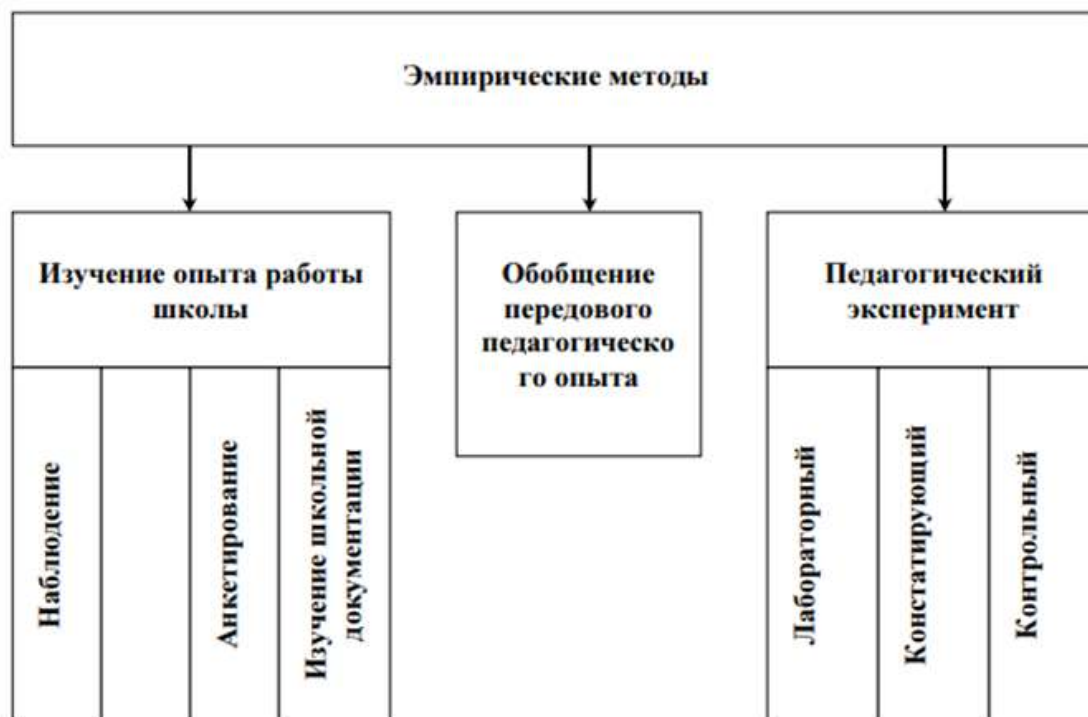 Эмпирические методы
Изучение опыта работы
школы
Обобщение
передового
педагогическо
го опыта
Педагогический
эксперимент
Наблюдение
Анкетирование
Изучение школьной
документации
Лабораторный
Констатирующий
Контрольный